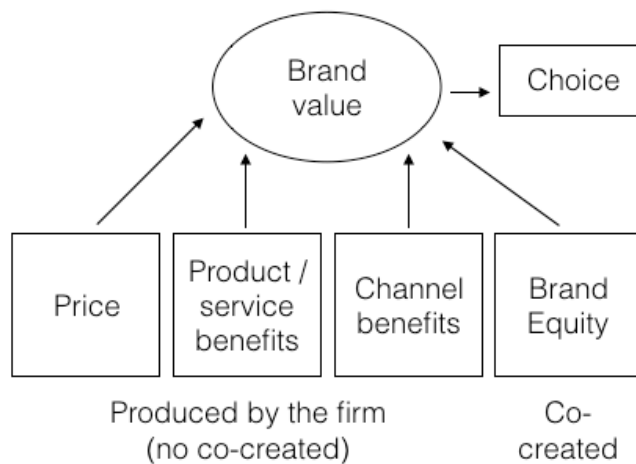 Brand
value
Choice
Price
Product /
service
benefits
Channel
benefits
Brand
Equity
Produced by the firm
(no co-created)
Co-
created